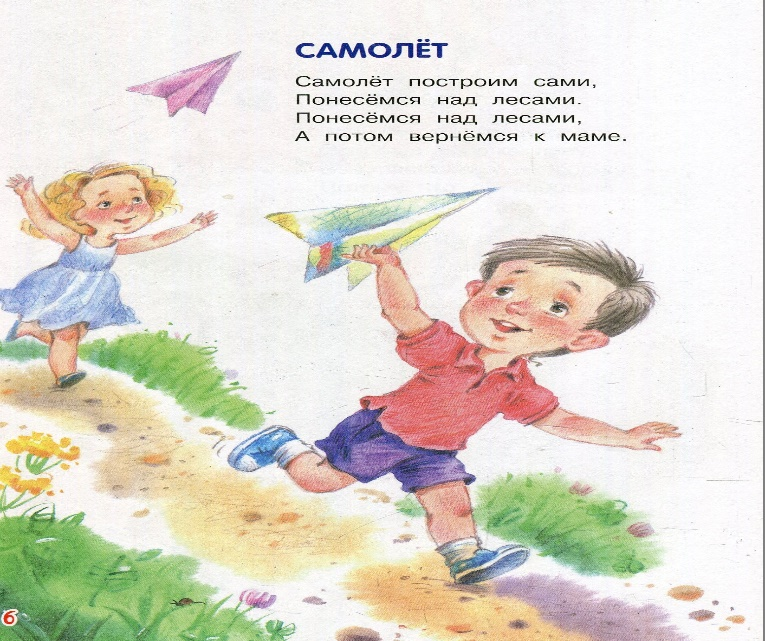 САМОЛЁТ
Самолёт построим сами,
Понесёмся над лесами.
Понесёмся над лесами,
А потом вернёмся к маме.
6